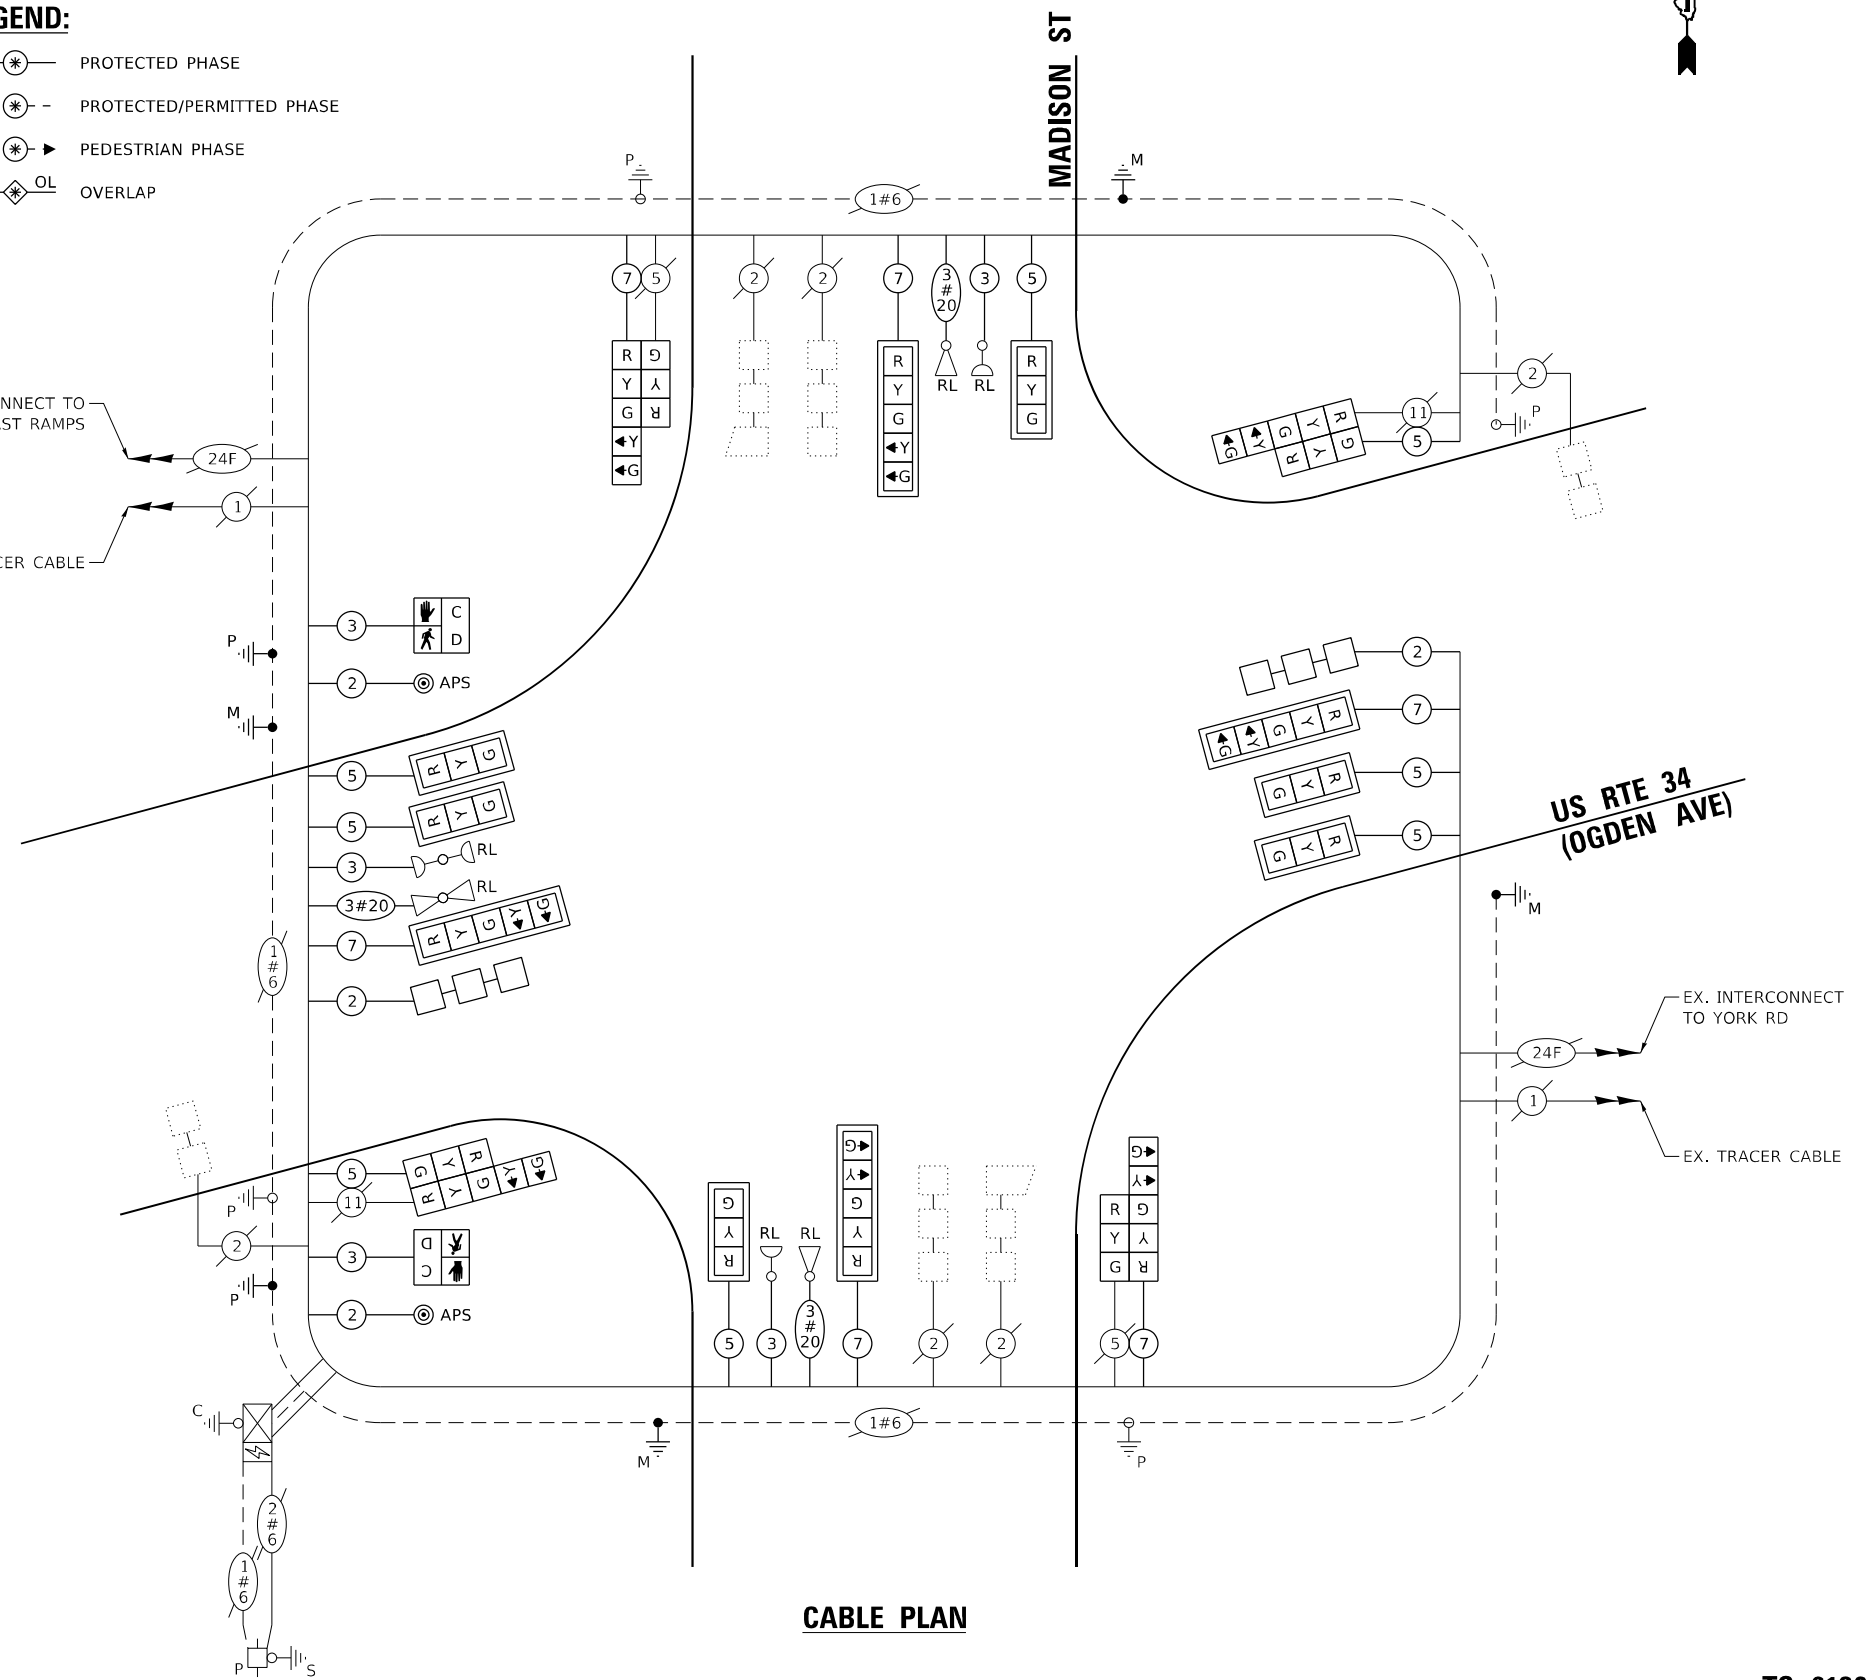 GEND:
PROTECTED PHASE
PROTECTED/PERMITTED PHASE
PEDESTRIAN PHASE
OL
OVERLAP
MADISON ST
P
1#6
M
7 5 2 2 7 3#20 3 5
R G
Y Y
G R
Y
G
R
Y
G
Y
G
RL
RL
R
Y
G
2
P
11
5
G Y G Y R
R Y G
NNECT TO
ST RAMPS
24F
1
CER CABLE
3
C
D
P
2
APS
M
5
R Y G
5
R Y G
3
RL
3#20
RL
7
R Y G Y G
2
1#6
2
7
G Y G Y R
5
G Y R
5
G Y R
US RTE 34
(OGDEN AVE)
M
EX. INTERCONNECT
TO YORK RD
24F
1
EX. TRACER CABLE
5
G Y R
11
R Y G Y G
P
2
3
D
C
P
2
APS
G
Y
R
RL
RL
G
Y
G
Y
R
G
Y
R G
Y Y
G R
5 3 3#20 7 2 2 5 7
C
M
1#6
P
2#6
1#6
P
S
CABLE PLAN